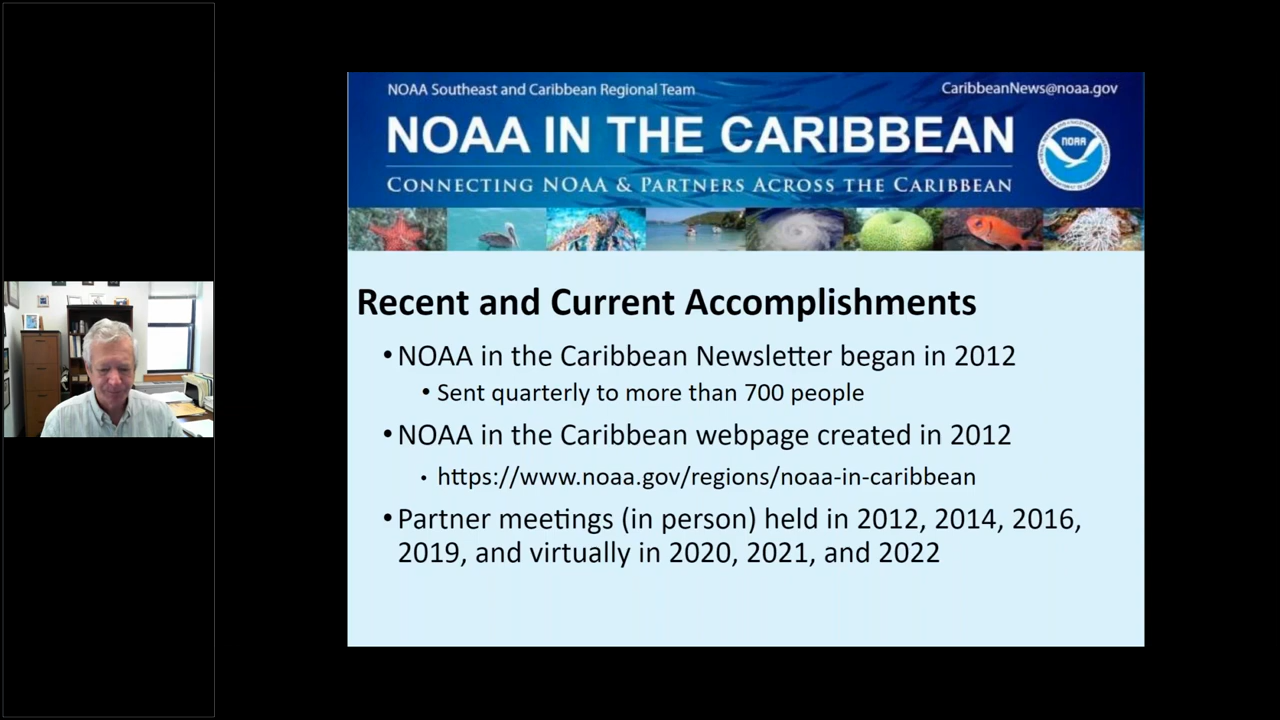 NOAA Southeast and Caribbean Regional Team
CaribbeanNews@noaa.gov
NOAA IN THE CARIBBEAN
NOAA
CONNECTING NOAA & PARTNERS ACROSS THE CARIBBEAN
Recent and Current Accomplishments
• NOAA in the Caribbean Newsletter began in 2012
• Sent quarterly to more than 700 people
• NOAA in the Caribbean webpage created in 2012
• https://www.noaa.gov/regions/noaa-in-caribbean
• Partner meetings (in person) held in 2012, 2014, 2016,
2019, and virtually in 2020, 2021, and 2022